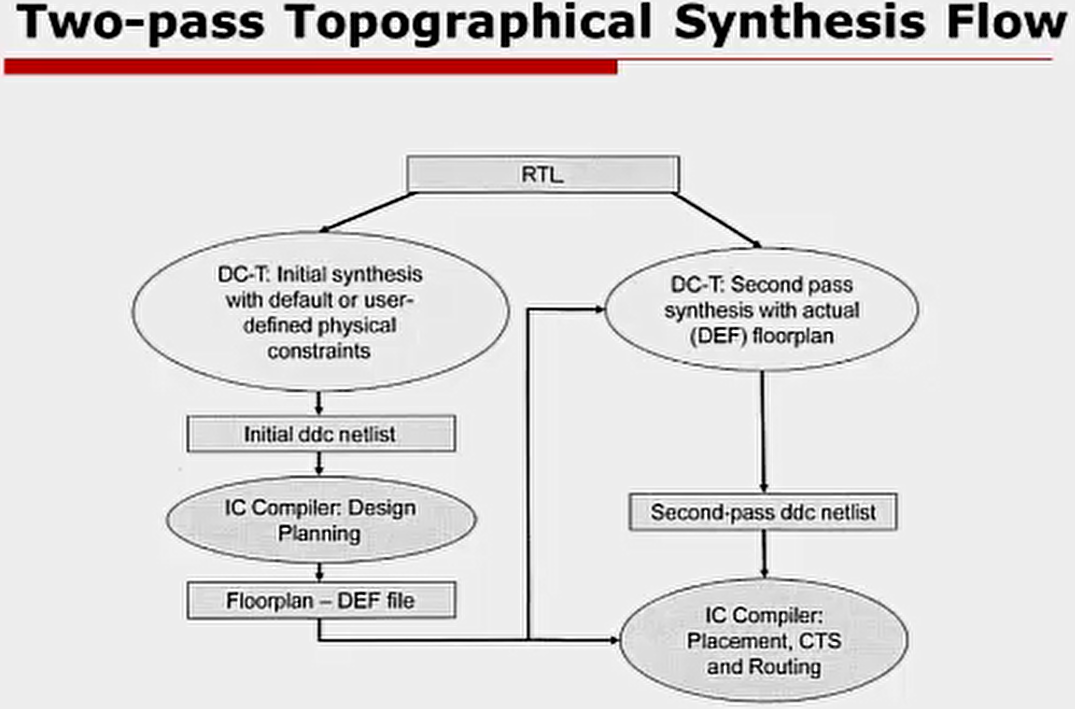 Two-pass Topographical Synthesis Flow
RTL
DC-T: Initial synthesis
with default or user-
defined physical
constraints
Initial ddc netlist
IC Compiler: Design
Planning
Floorplan – DEF file
DC-T: Second pass
synthesis with actual
(DEF) floorplan
Second-pass ddc netlist
IC Compiler:
Placement, CTS
and Routing